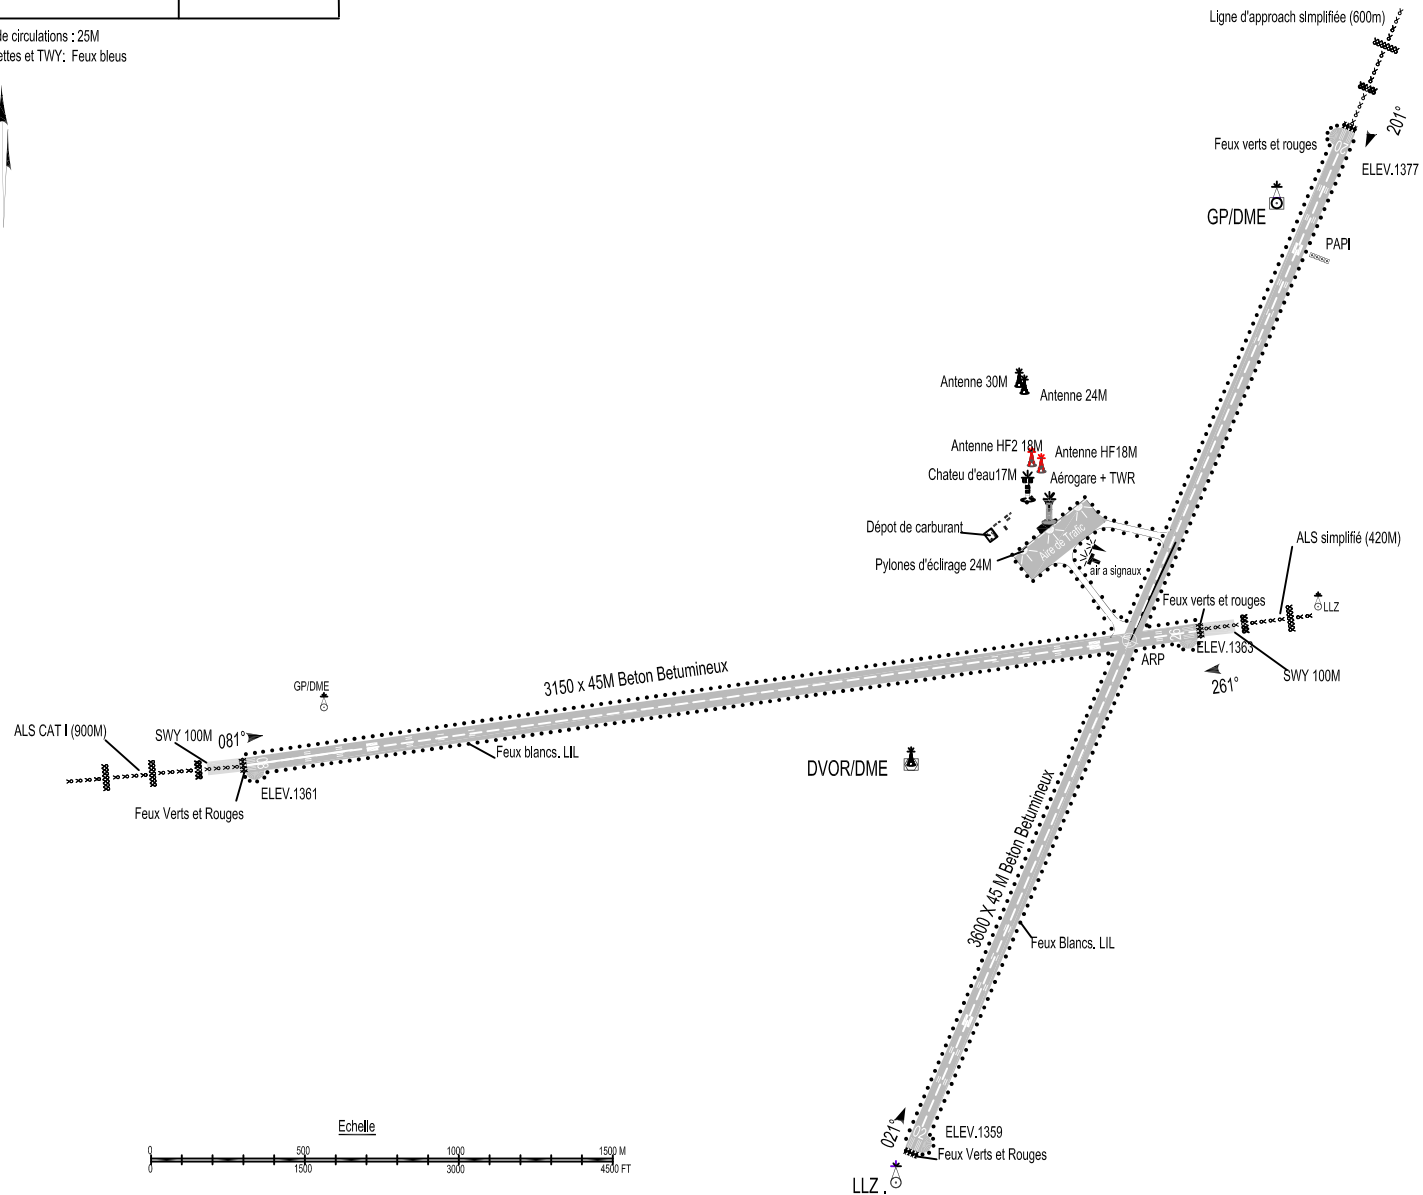 Ligne d'approach simplifiée (600m)
de circulations : 25M
ettes et TWY: Feux bleus
201°
Feux verts et rouges
ELEV.1377
20
GP/DME
PAPI
Antenne 30M
Antenne 24M
Antenne HF2 18M
Antenne HF18M
Chateu d'eau17M
Aérogare + TWR
Dépot de carburant
Aire de Trafic
Pylones d'éclirage 24M
air a signaux
ALS simplifié (420M)
Feux verts et rouges
LLZ
26
ELEV.1363
ARP
SWY 100M
261°
3150 x 45M Beton Betumineux
GP/DME
ALS CAT I (900M)
SWY 100M
081°
08
Feux blancs. LIL
ELEV.1361
Feux Verts et Rouges
DVOR/DME
3600 X 45 M Beton Betumineux
Feux Blancs. LIL
021°
02
ELEV.1359
Feux Verts et Rouges
LLZ
Echelle
0 500 1000 1500 M
0 1500 3000 4500 FT